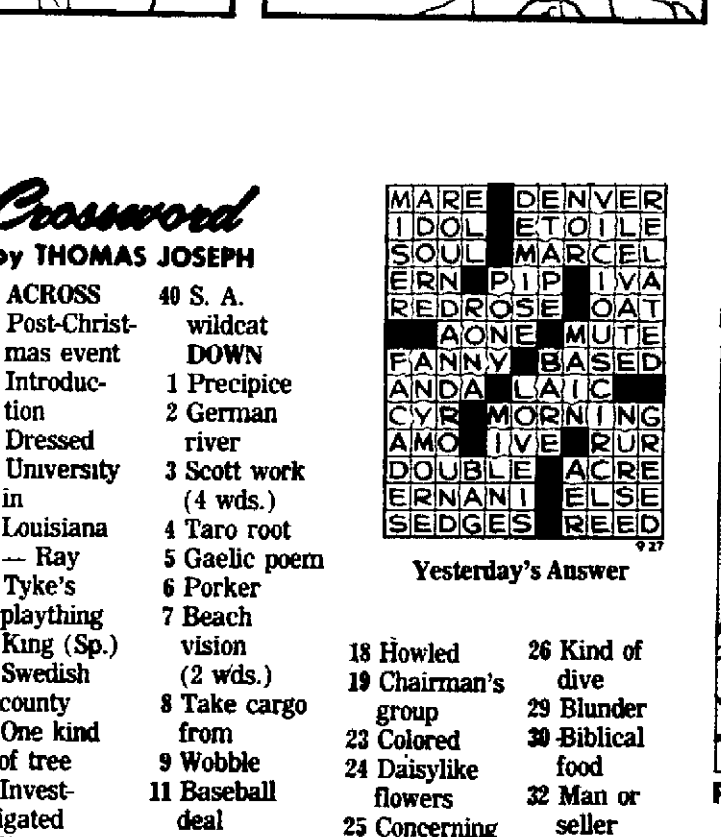 Crossword
by THOMAS JOSEPH
ACROSS
Post-Christ-
mas event
Introduc-
tion
Dressed
University
in
Louisiana
— Ray
Tyke's
plaything
King (Sp.)
Swedish
county
One kind
of tree
Invest-
igated
40 S. A.
wildcat
DOWN
1 Precipice
2 German
river
3 Scott work
(4 wds.)
4 Taro root
5 Gaelic poem
6 Porker
7 Beach
vision
(2 wds.)
8 Take cargo
from
9 Wobble
11 Baseball
deal
MARE DENVER
IDOL ETOILE
SOUL MARCEL
ERN PIP IVA
REDROSE OAT
AONE MUTE
FANNY BASED
ANDA LAIC
CYR MORNING
AMO IVE RUR
DOUBLE ACRE
ERNANI ELSE
SEDGES REED
9 27
Yesterday's Answer
18 Howled
19 Chairman's
group
23 Colored
24 Daisylike
flowers
25 Concerning
26 Kind of
dive
29 Blunder
30 Biblical
food
32 Man or
seller